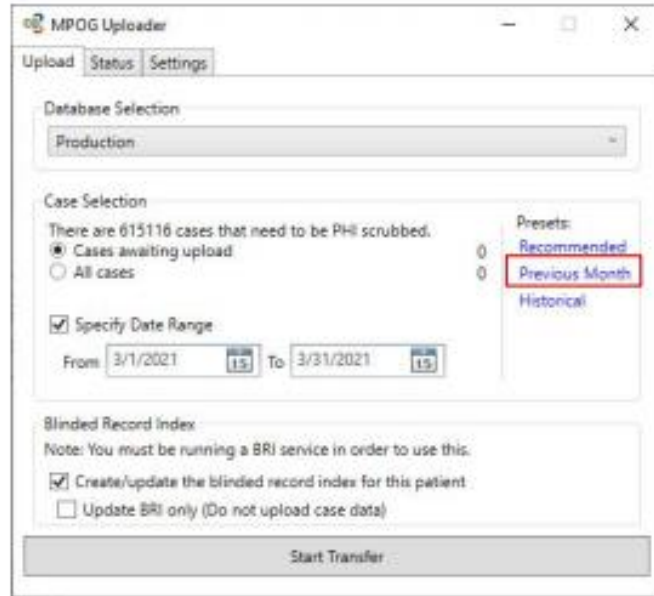 MPOG Uploader
Upload Status Settings
Database Selection
Production
Case Selection
There are 615116 cases that need to be PHI scrubbed.
Cases awaiting upload 0
All cases 0
Presets:
Recommended
Previous Month
Historical
Specify Date Range
From 3/1/2021 15 To 3/31/2021 15
Blinded Record Index
Note: You must be running a BRI service in order to use this.
Create/update the blinded record index for this patient
Update BRI only (Do not upload case data)
Start Transfer